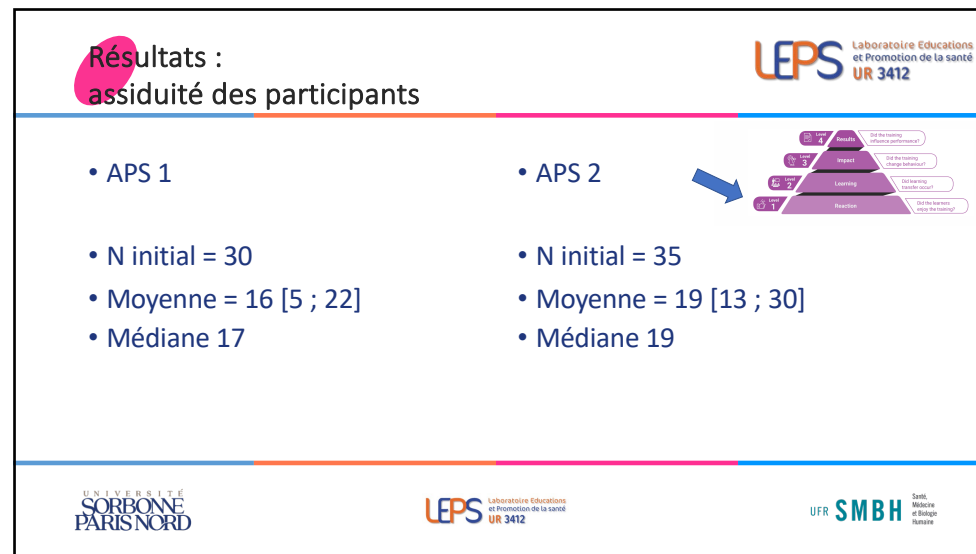 Résultats :
assiduité des participants
LEPS
Laboratoire Educations
et Promotion de la santé
UR 3412
• APS 1
• N initial = 30
• Moyenne = 16 [5 ; 22]
• Médiane 17
• APS 2
• N initial = 35
• Moyenne = 19 [13 ; 30]
• Médiane 19
Level 4 Results Did the training
influence performance?
Level 3 Impact Did the training
change behaviour?
Level 2 Learning Did learning
transfer occur?
Level 1 Reaction Did the learners
enjoy the training?
UNIVERSITÉ
SORBONNE
PARIS NORD
LEPS
Laboratoire Educations
et Promotion de la santé
UR 3412
UFR SMBH
Santé,
Médecine
et Biologie
Humaine